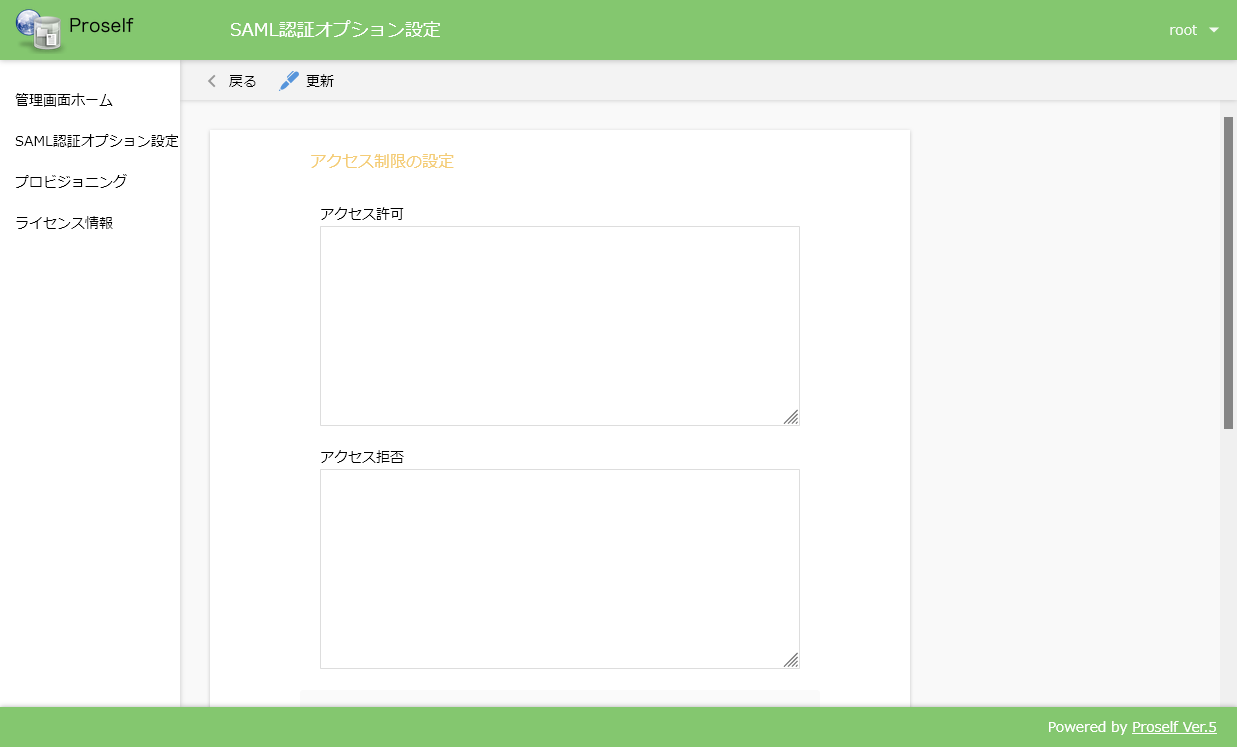 Proself
SAML認証オプション設定
root
戻る 更新
管理画面ホーム
SAML認証オプション設定
プロビジョニング
ライセンス情報
アクセス制限の設定
アクセス許可
アクセス拒否
Powered by Proself Ver.5